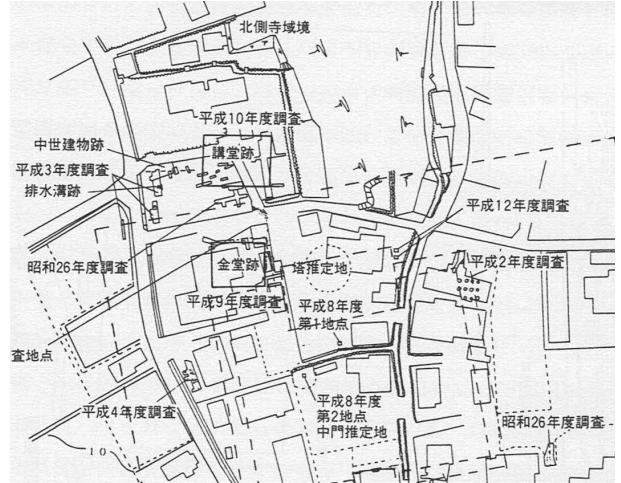 北側寺域境
平成10年度調査
中世建物跡
講堂跡
平成3年度調査
排水溝跡
平成12年度調査
昭和26年度調査
金堂跡
塔推定地
平成2年度調査
平成9年度調査
平成8年度
第1地点
査地点
平成4年度調査
平成8年度
第2地点
中門推定地
昭和26年度調査
10